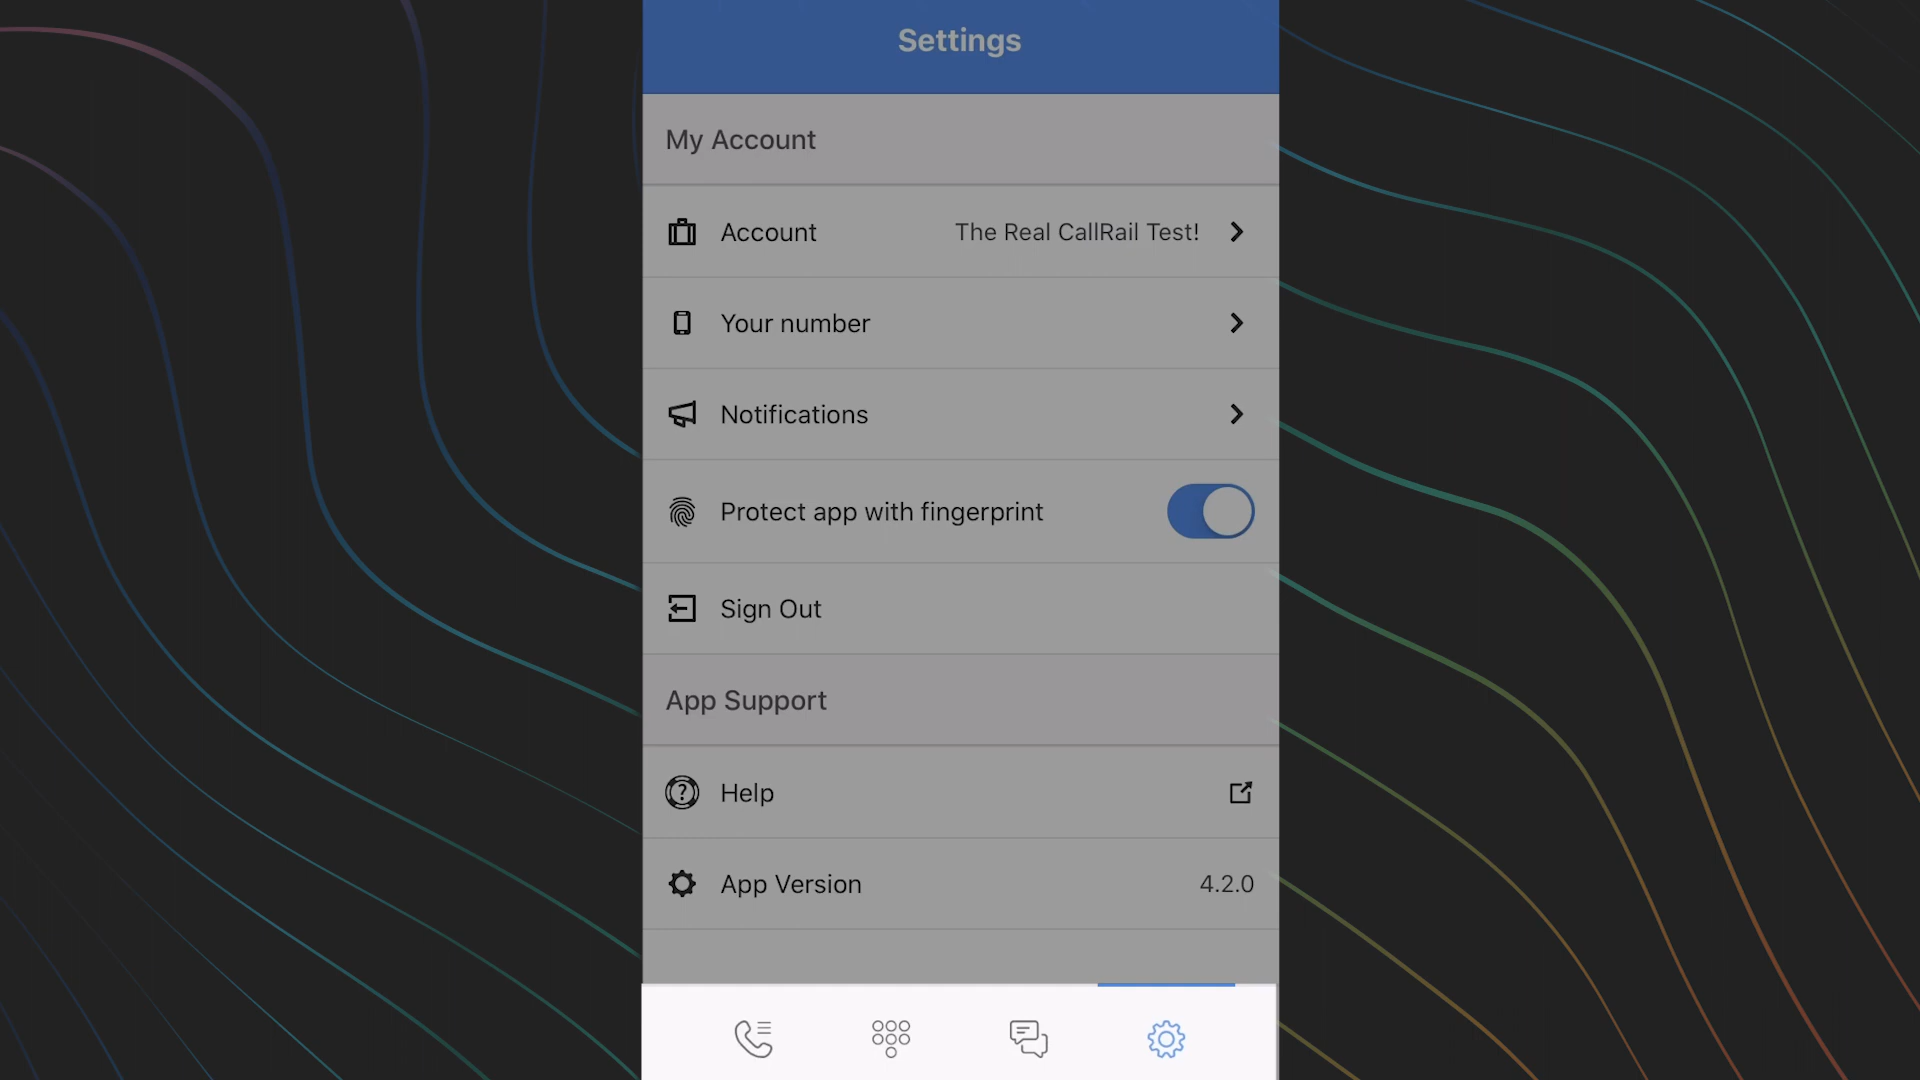 Settings
My Account
Account The Real CallRail Test!
Your number
Notifications
Protect app with fingerprint
Sign Out
App Support
Help
App Version 4.2.0